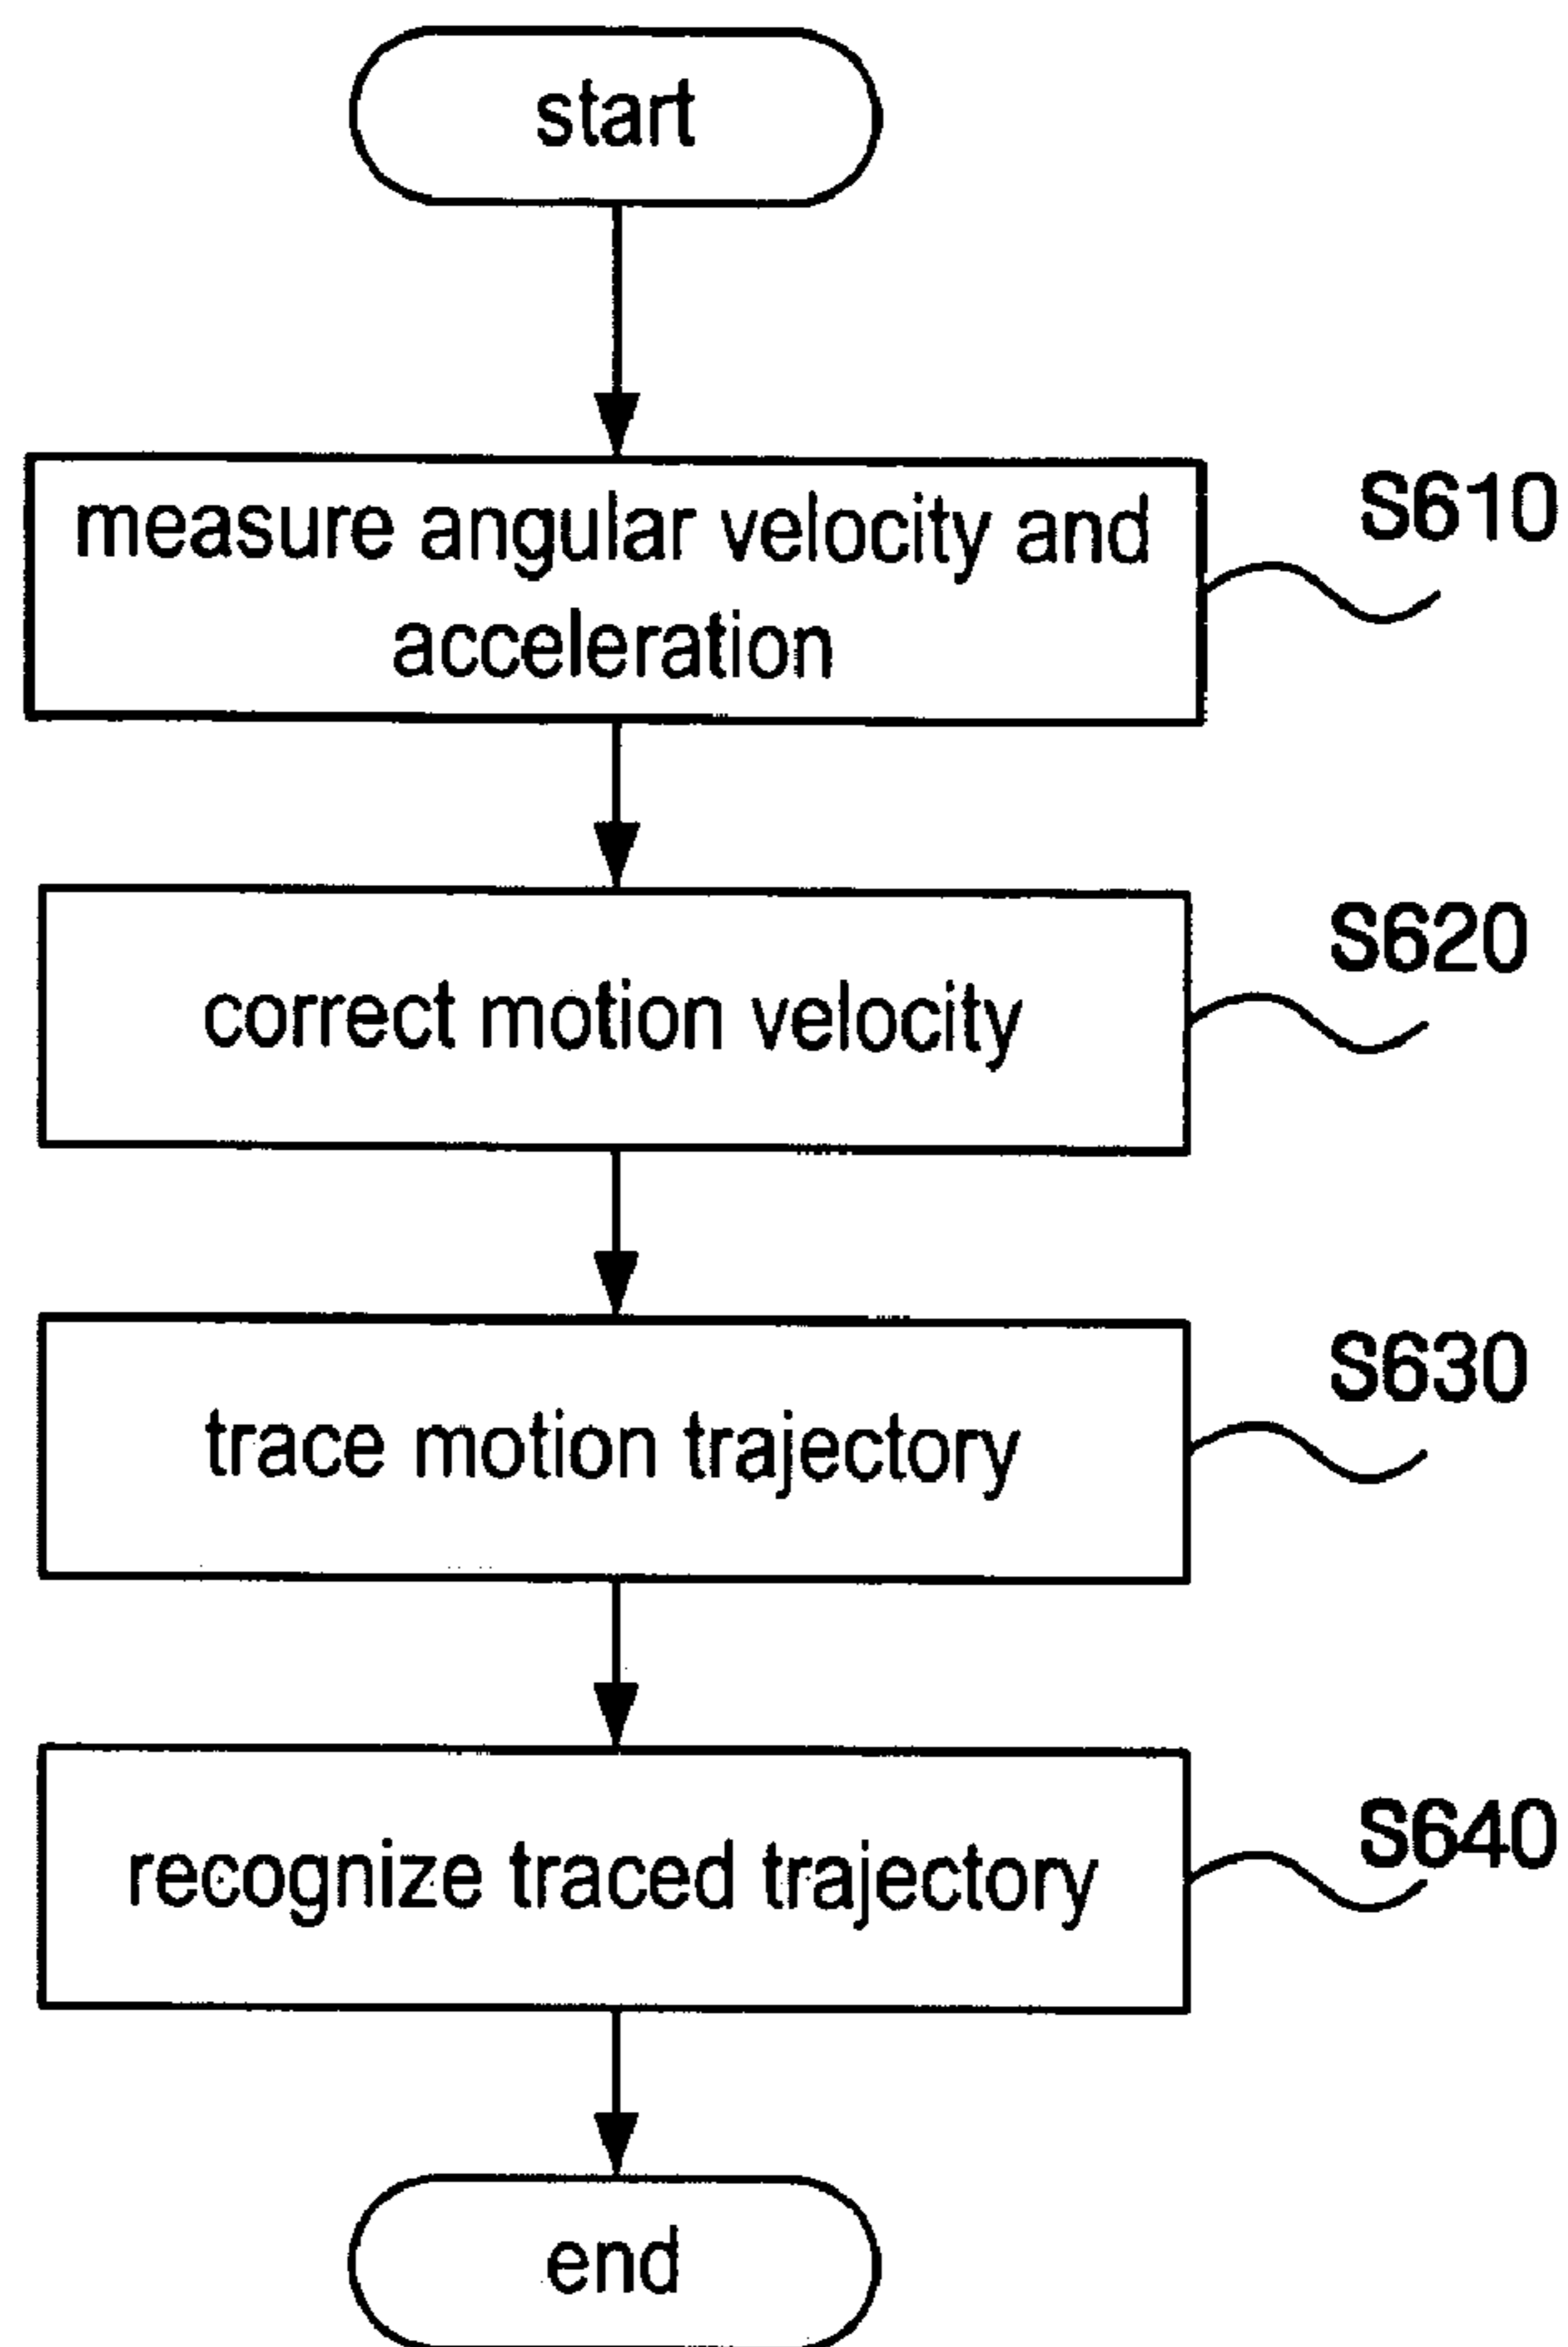 start
measure angular velocity and
acceleration
S610
correct motion velocity
S620
trace motion trajectory
S630
recognize traced trajectory
S640
end